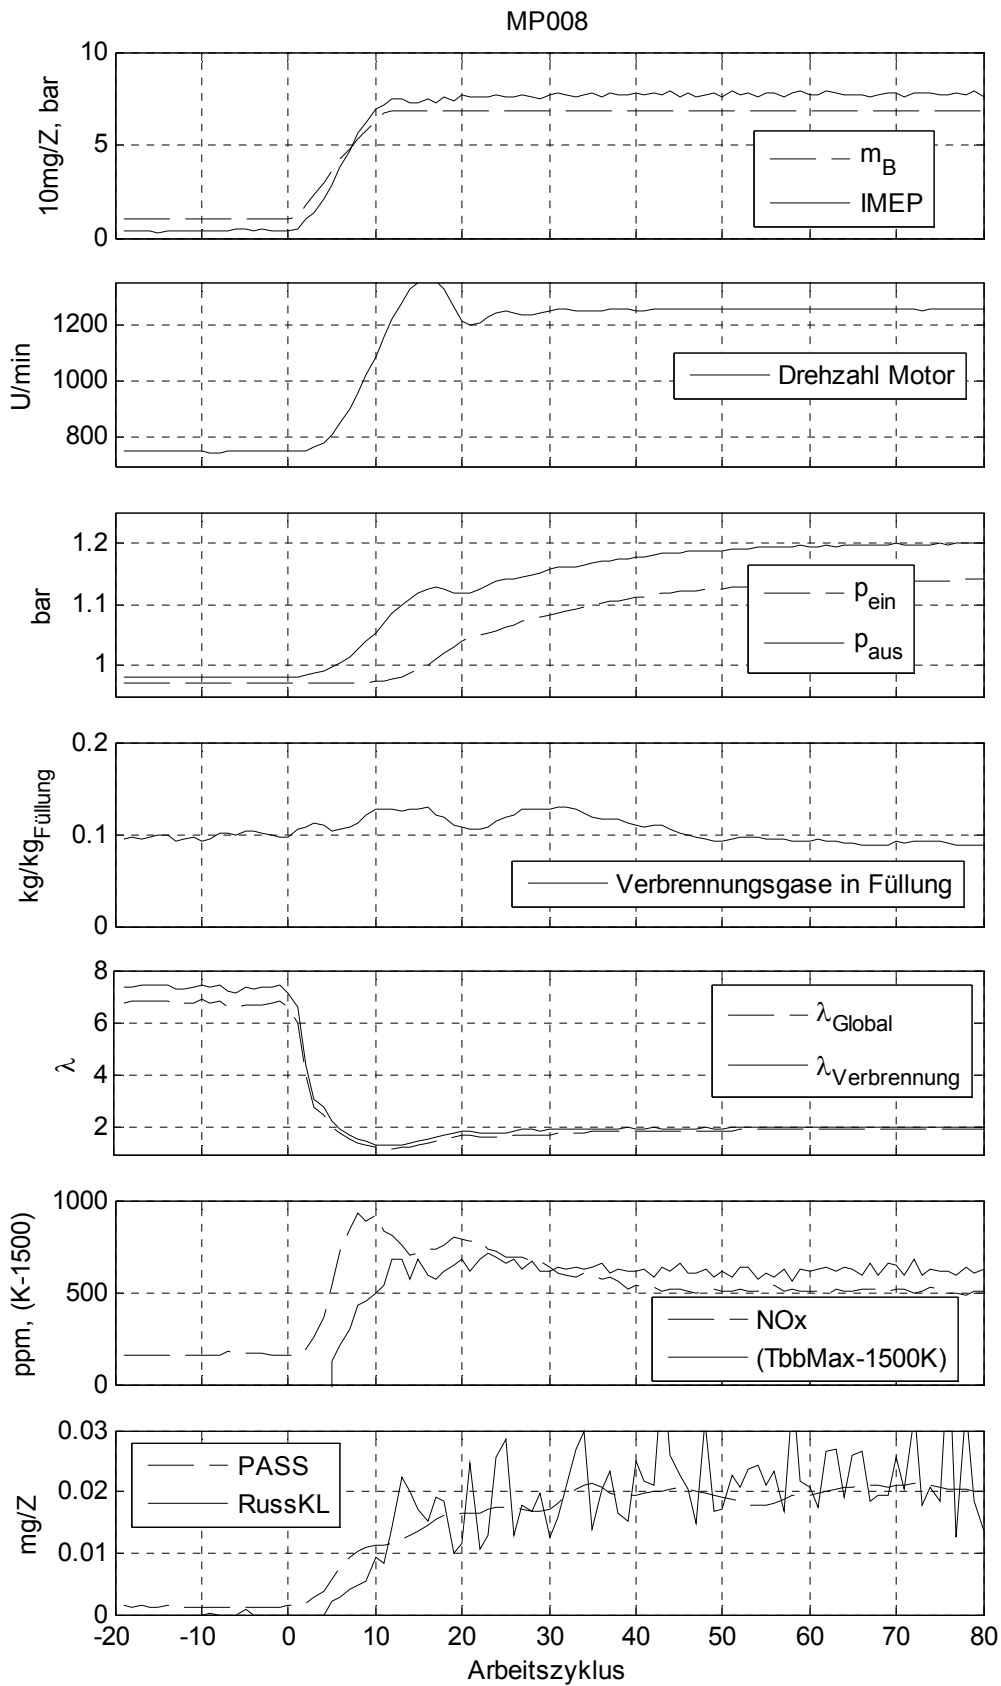 MP008
10
5
0
10mg/Z, bar
m_B
IMEP
1200
1000
800
U/min
Drehzahl Motor
1.2
1.1
1
bar
p_ein
p_aus
0.2
0.1
0
kg/kg_Füllung
Verbrennungsgase in Füllung
8
6
4
2
λ
λ_Global
λ_Verbrennung
1000
500
0
ppm, (K-1500)
NOx
(TbbMax-1500K)
0.03
0.02
0.01
0
mg/Z
PASS
RussKL
-20 -10 0 10 20 30 40 50 60 70 80
Arbeitszyklus